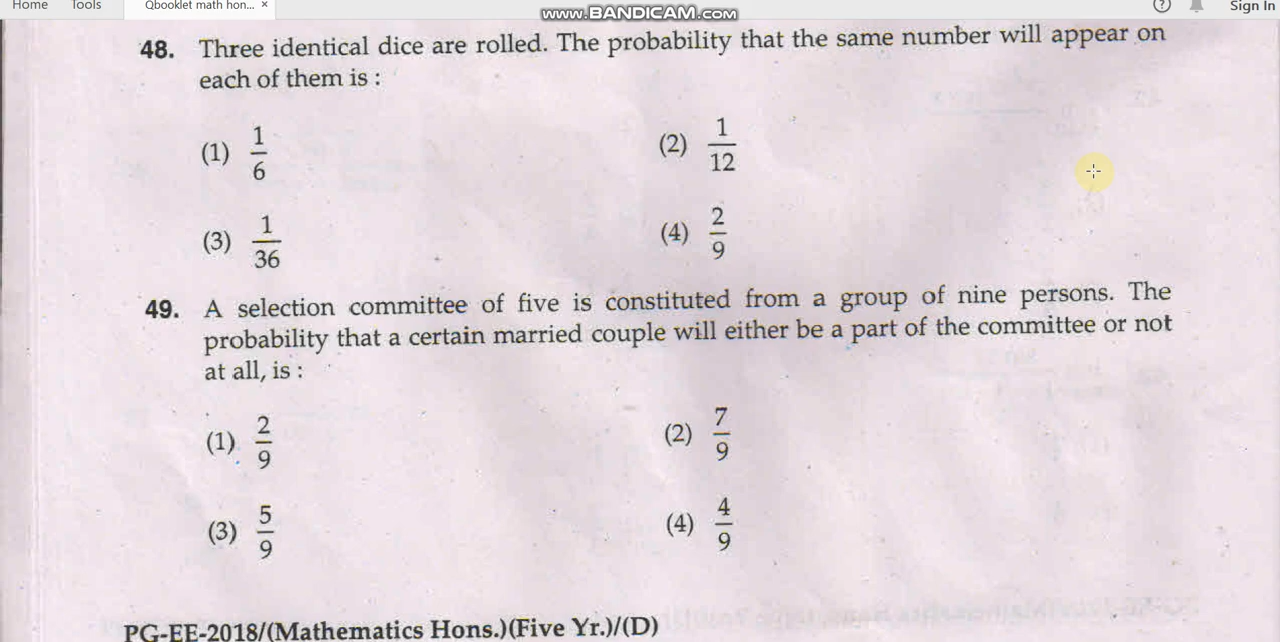 Home Tools Qbooklet math hon... × Sign In
www.BANDICAM.com
48. Three identical dice are rolled. The probability that the same number will appear on
each of them is :
(1) 1/6 (2) 1/12
(3) 1/36 (4) 2/9
49. A selection committee of five is constituted from a group of nine persons. The
probability that a certain married couple will either be a part of the committee or not
at all, is :
(1) 2/9 (2) 7/9
(3) 5/9 (4) 4/9
PG-EE-2018/(Mathematics Hons.)(Five Yr.)/(D)